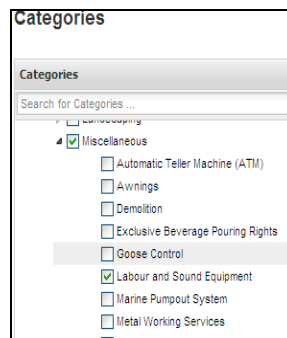 Categories
Categories
Search for Categories ...
Landscaping
Miscellaneous
Automatic Teller Machine (ATM)
Awnings
Demolition
Exclusive Beverage Pouring Rights
Goose Control
Labour and Sound Equipment
Marine Pumpout System
Metal Working Services